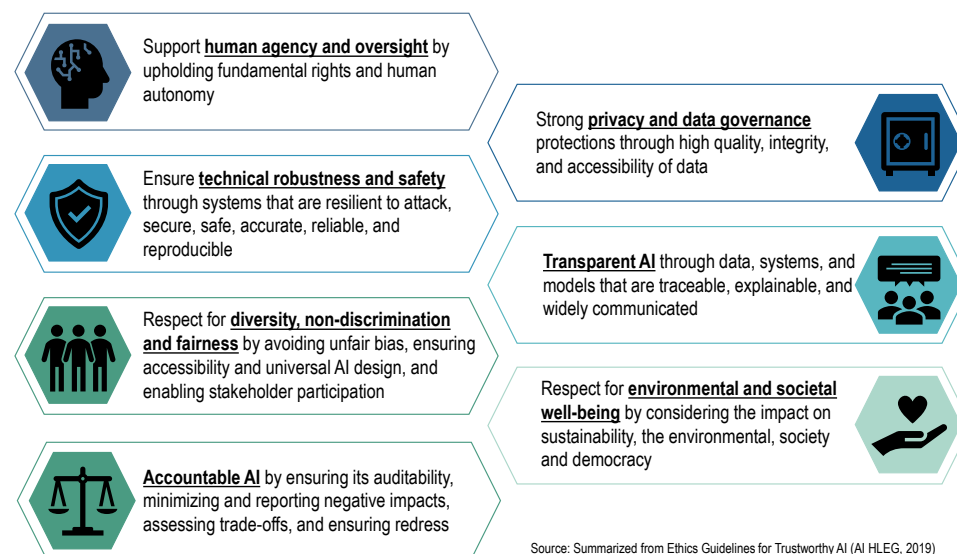 Support human agency and oversight by
upholding fundamental rights and human
autonomy
Strong privacy and data governance
protections through high quality, integrity,
and accessibility of data
Ensure technical robustness and safety
through systems that are resilient to attack,
secure, safe, accurate, reliable, and
reproducible
Transparent AI through data, systems, and
models that are traceable, explainable, and
widely communicated
Respect for diversity, non-discrimination
and fairness by avoiding unfair bias, ensuring
accessibility and universal AI design, and
enabling stakeholder participation
Respect for environmental and societal
well-being by considering the impact on
sustainability, the environmental, society
and democracy
Accountable AI by ensuring its auditability,
minimizing and reporting negative impacts,
assessing trade-offs, and ensuring redress
Source: Summarized from Ethics Guidelines for Trustworthy AI (AI HLEG, 2019)